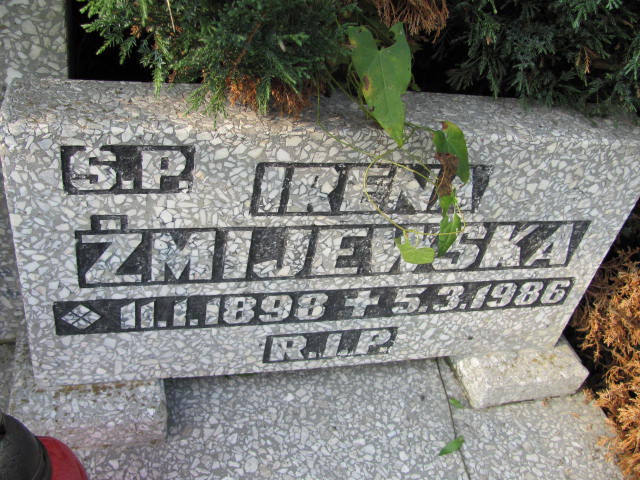 Ś.P. IRENA
ŻMIJEWSKA
11.1.1898 + 5.3.1986
R.I.P.